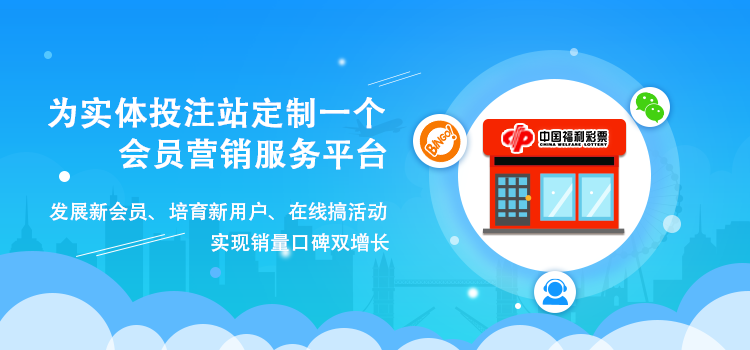 为实体投注站定制一个
会员营销服务平台
发展新会员、培育新用户、在线搞活动
实现销量口碑双增长
BINGO!
中国福利彩票
CHINA WELFARE LOTTERY